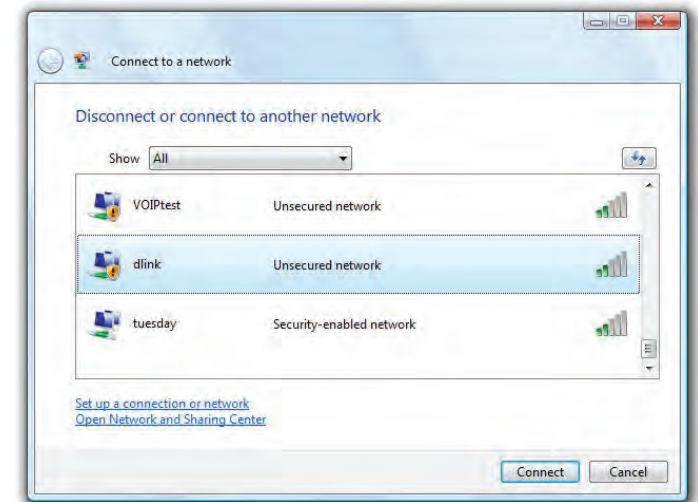 Connect to a network
Disconnect or connect to another network
Show All
VOIPtest Unsecured network
dlink Unsecured network
tuesday Security-enabled network
Set up a connection or network
Open Network and Sharing Center
Connect Cancel